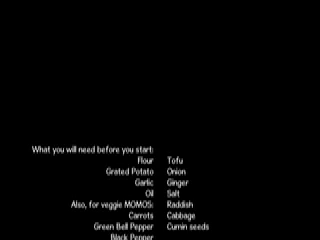 What you will need before you start:
Flour Tofu
Grated Potato Onion
Garlic Ginger
Oil Salt
Also, for veggie MOMOS: Raddish
Carrots Cabbage
Green Bell Pepper Cumin seeds
Black Pepper